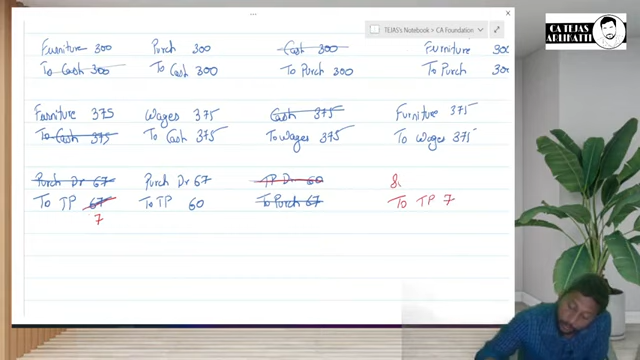 TEJAS's Notebook > CA Foundation
CA TEJAS
Furniture 300 Purch 300 Cash 300 Furniture
To Cash 300 To Cash 300 To Purch 300 To Purch
Furniture 375 Wages 375 Cash 375 Furniture 375
To Cash 375 To Cash 375 To Wages 375 To Wages 375
Purch Dr 67 Purch Dr 67 TP Dr 60 &
To TP 67 To TP 60 To Purch 67 To TP 7
7